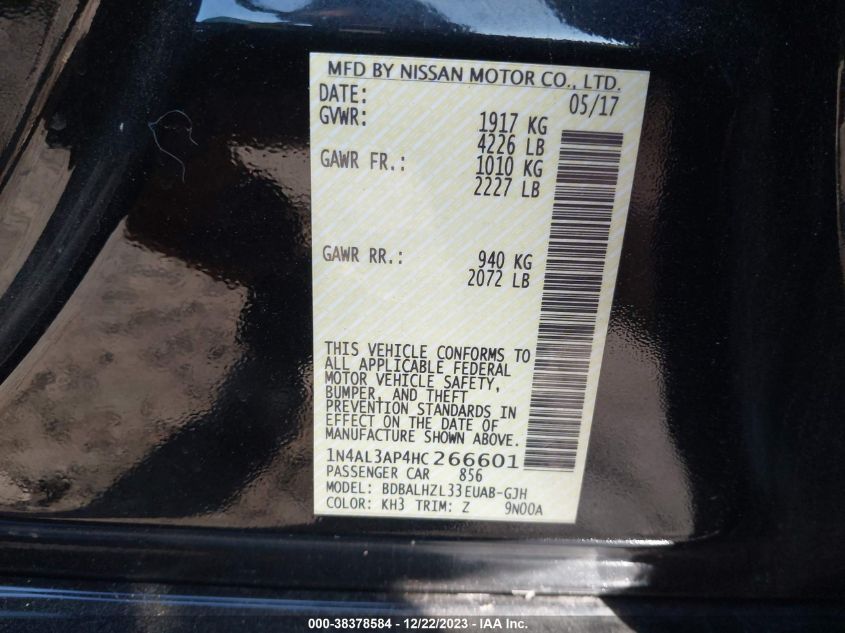 MFD BY NISSAN MOTOR CO., LTD.
DATE: 05/17
GVWR: 1917 KG
4226 LB
GAWR FR.: 1010 KG
2227 LB
GAWR RR.: 940 KG
2072 LB
THIS VEHICLE CONFORMS TO
ALL APPLICABLE FEDERAL
MOTOR VEHICLE SAFETY,
BUMPER, AND THEFT
PREVENTION STANDARDS IN
EFFECT ON THE DATE OF
MANUFACTURE SHOWN ABOVE.
1N4AL3AP4HC266601
PASSENGER CAR 856
MODEL: BDBALHZL33EUAB-GJH
COLOR: KH3 TRIM: Z 9N00A
000-38378584 - 12/22/2023 - IAA Inc.